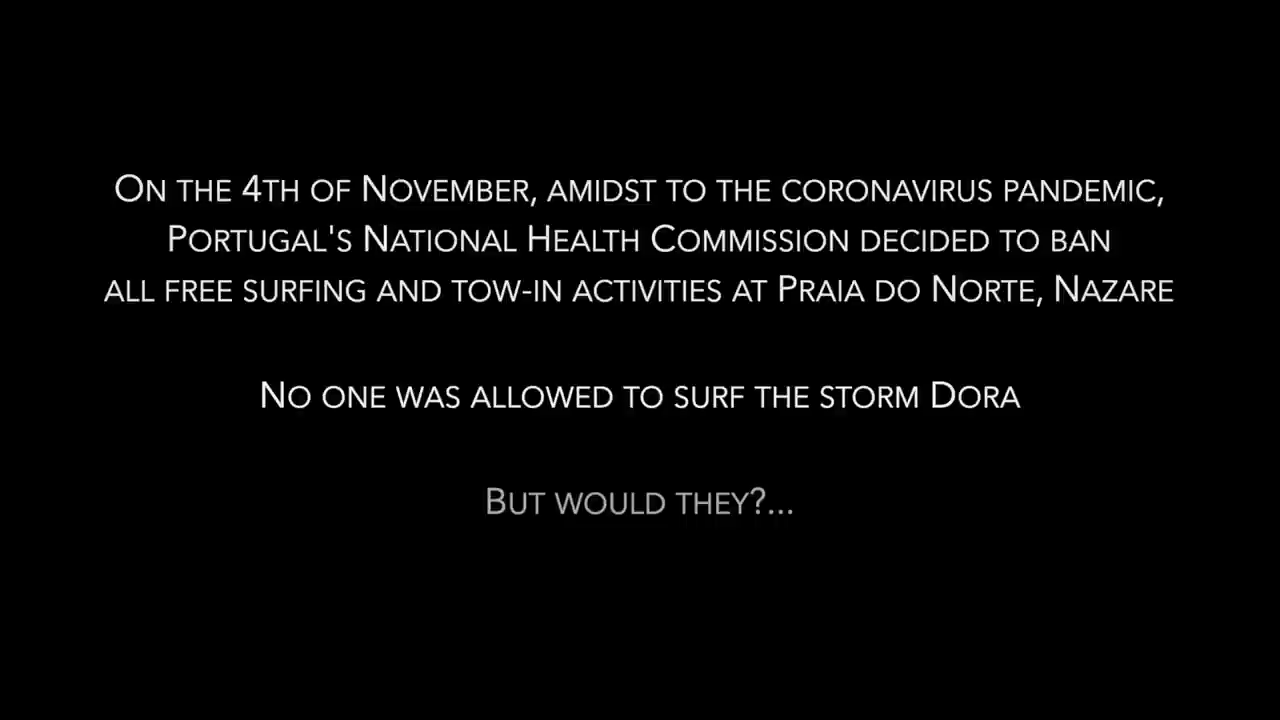 On the 4th of November, amidst to the coronavirus pandemic,
Portugal's National Health Commission decided to ban
all free surfing and tow-in activities at Praia do Norte, Nazare
No one was allowed to surf the storm Dora
But would they?...